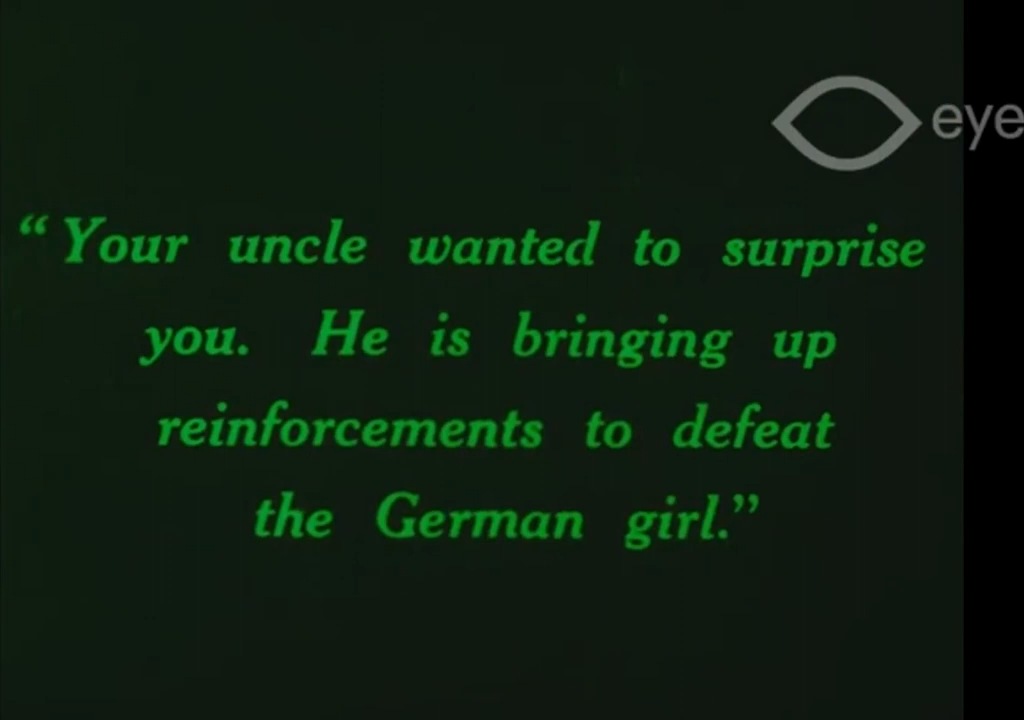 eye
“Your uncle wanted to surprise
you. He is bringing up
reinforcements to defeat
the German girl.”